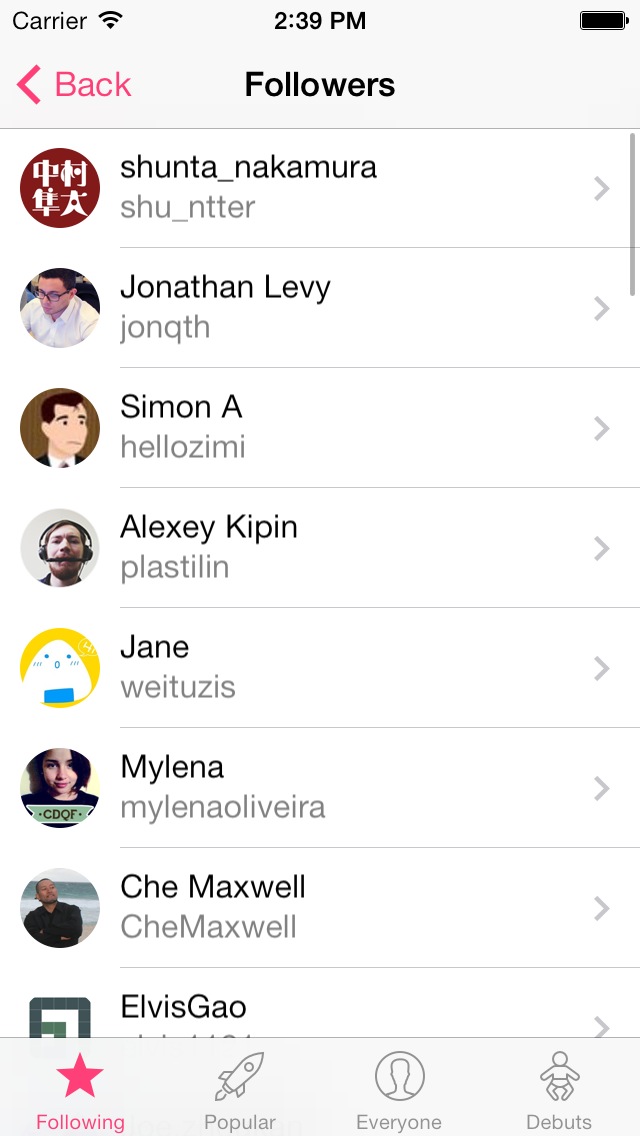 Carrier 2:39 PM
Back Followers
中村
隼太
shunta_nakamura
shu_ntter
Jonathan Levy
jonqth
Simon A
hellozimi
Alexey Kipin
plastilin
Jane
weituzis
Mylena
mylenaoliveira
·CDQF·
Che Maxwell
CheMaxwell
ElvisGao
Following Popular Everyone Debuts